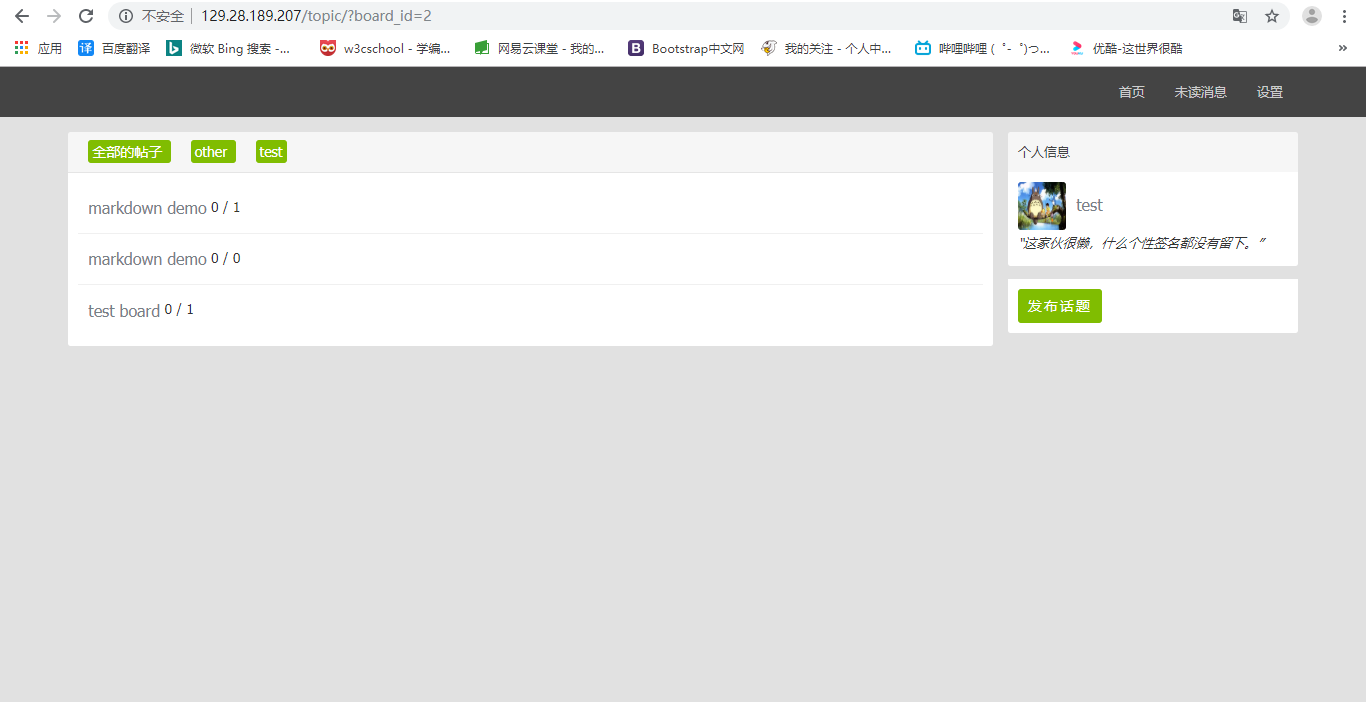 不安全 129.28.189.207/topic/?board_id=2
应用 百度翻译 微软 Bing 搜索 -... w3cschool - 学编... 网易云课堂 - 我的... Bootstrap中文网 我的关注 - 个人中... 哔哩哔哩 ( ゜- ゜)つ... 优酷-这世界很酷 »
首页 未读消息 设置
全部的帖子 other test
markdown demo 0 / 1
markdown demo 0 / 0
test board 0 / 1
个人信息
test
"这家伙很懒，什么个性签名都没有留下。"
发布话题